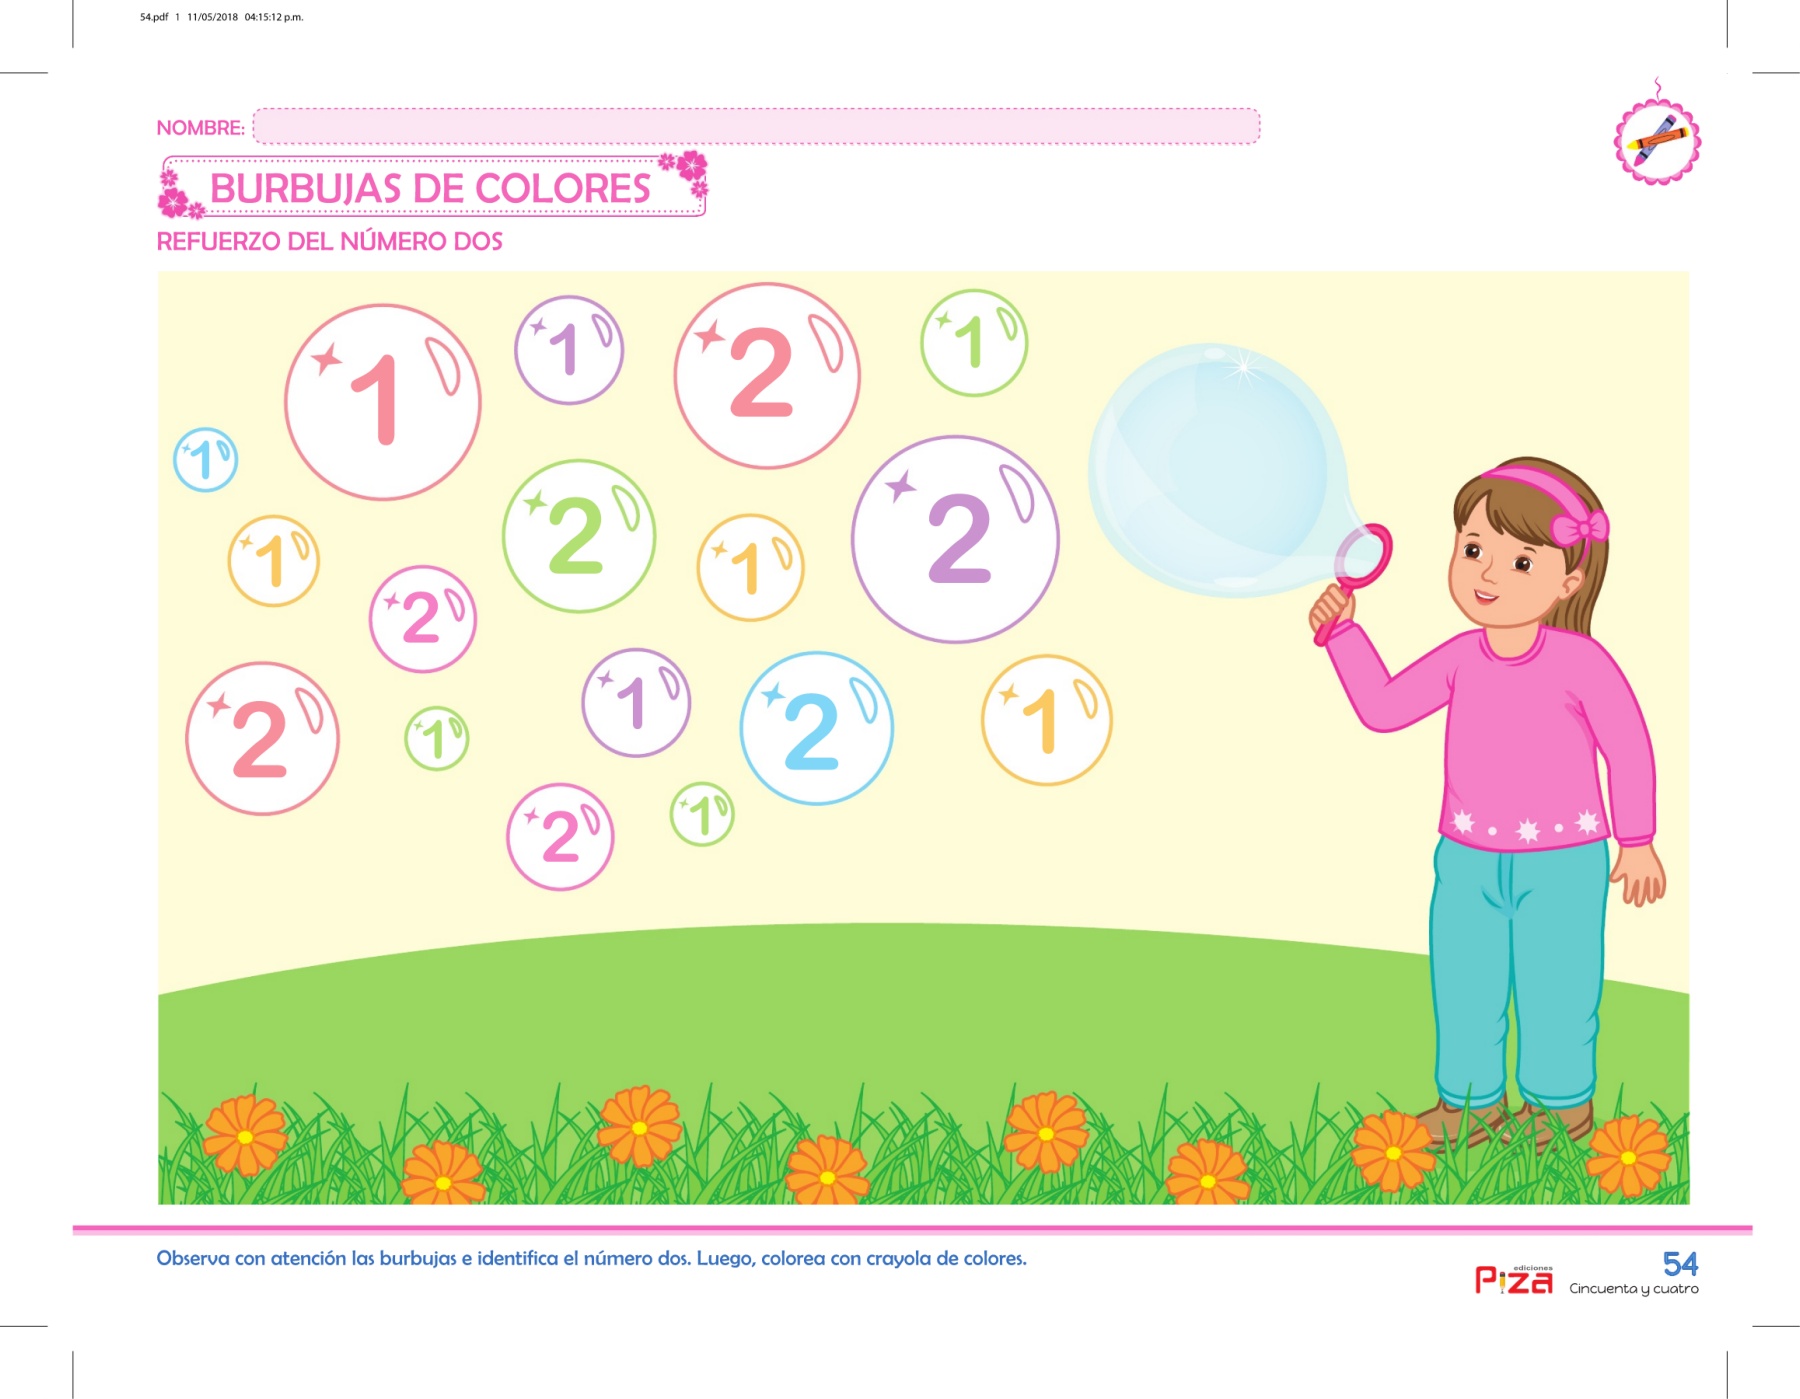 54.pdf 1 11/05/2018 04:15:12 p.m.
NOMBRE:
BURBUJAS DE COLORES
REFUERZO DEL NÚMERO DOS
1
1
2
1
1
2
2
1
1
2
2
1
1
2
1
2
1
Observa con atención las burbujas e identifica el número dos. Luego, colorea con crayola de colores.
ediciones
Piza
54
Cincuenta y cuatro